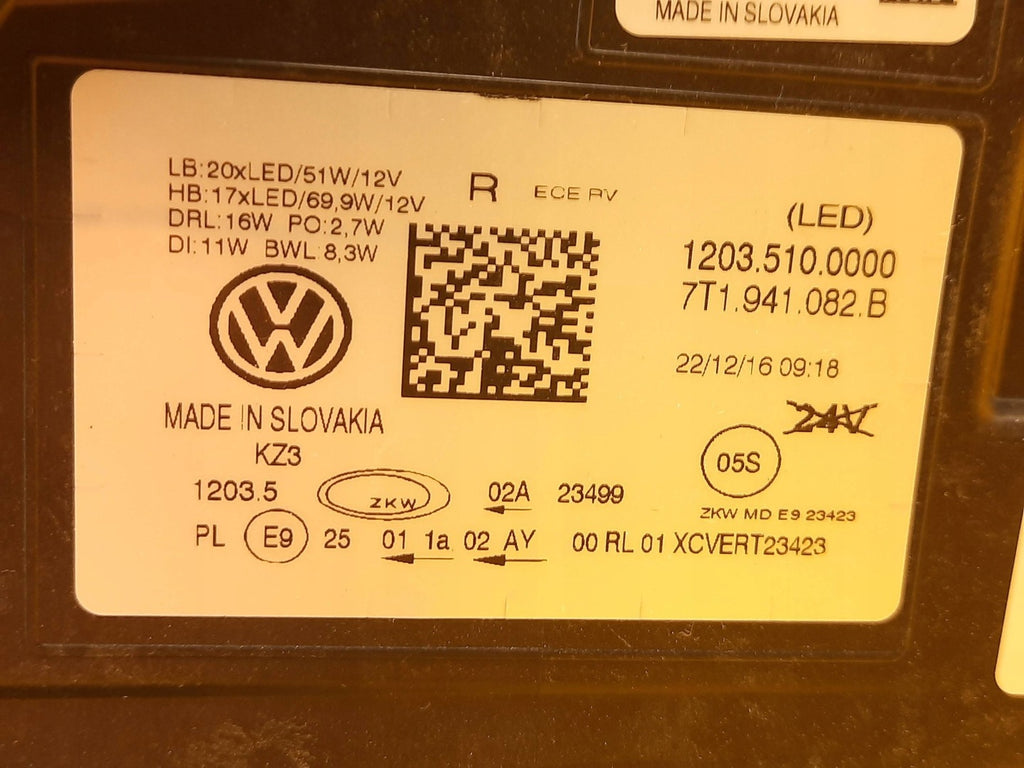 MADE IN SLOVAKIA
LB:20xLED/51W/12V
HB:17xLED/69,9W/12V
DRL:16W PO:2,7W
DI:11W BWL:8,3W
R ECE RV
(LED)
1203.510.0000
7T1.941.082.B
22/12/16 09:18
24V
MADE IN SLOVAKIA
KZ3
05S
1203.5 ZKW 02A 23499
ZKW MD E9 23423
PL E9 25 01 1a 02 AY 00 RL 01 XCVERT23423